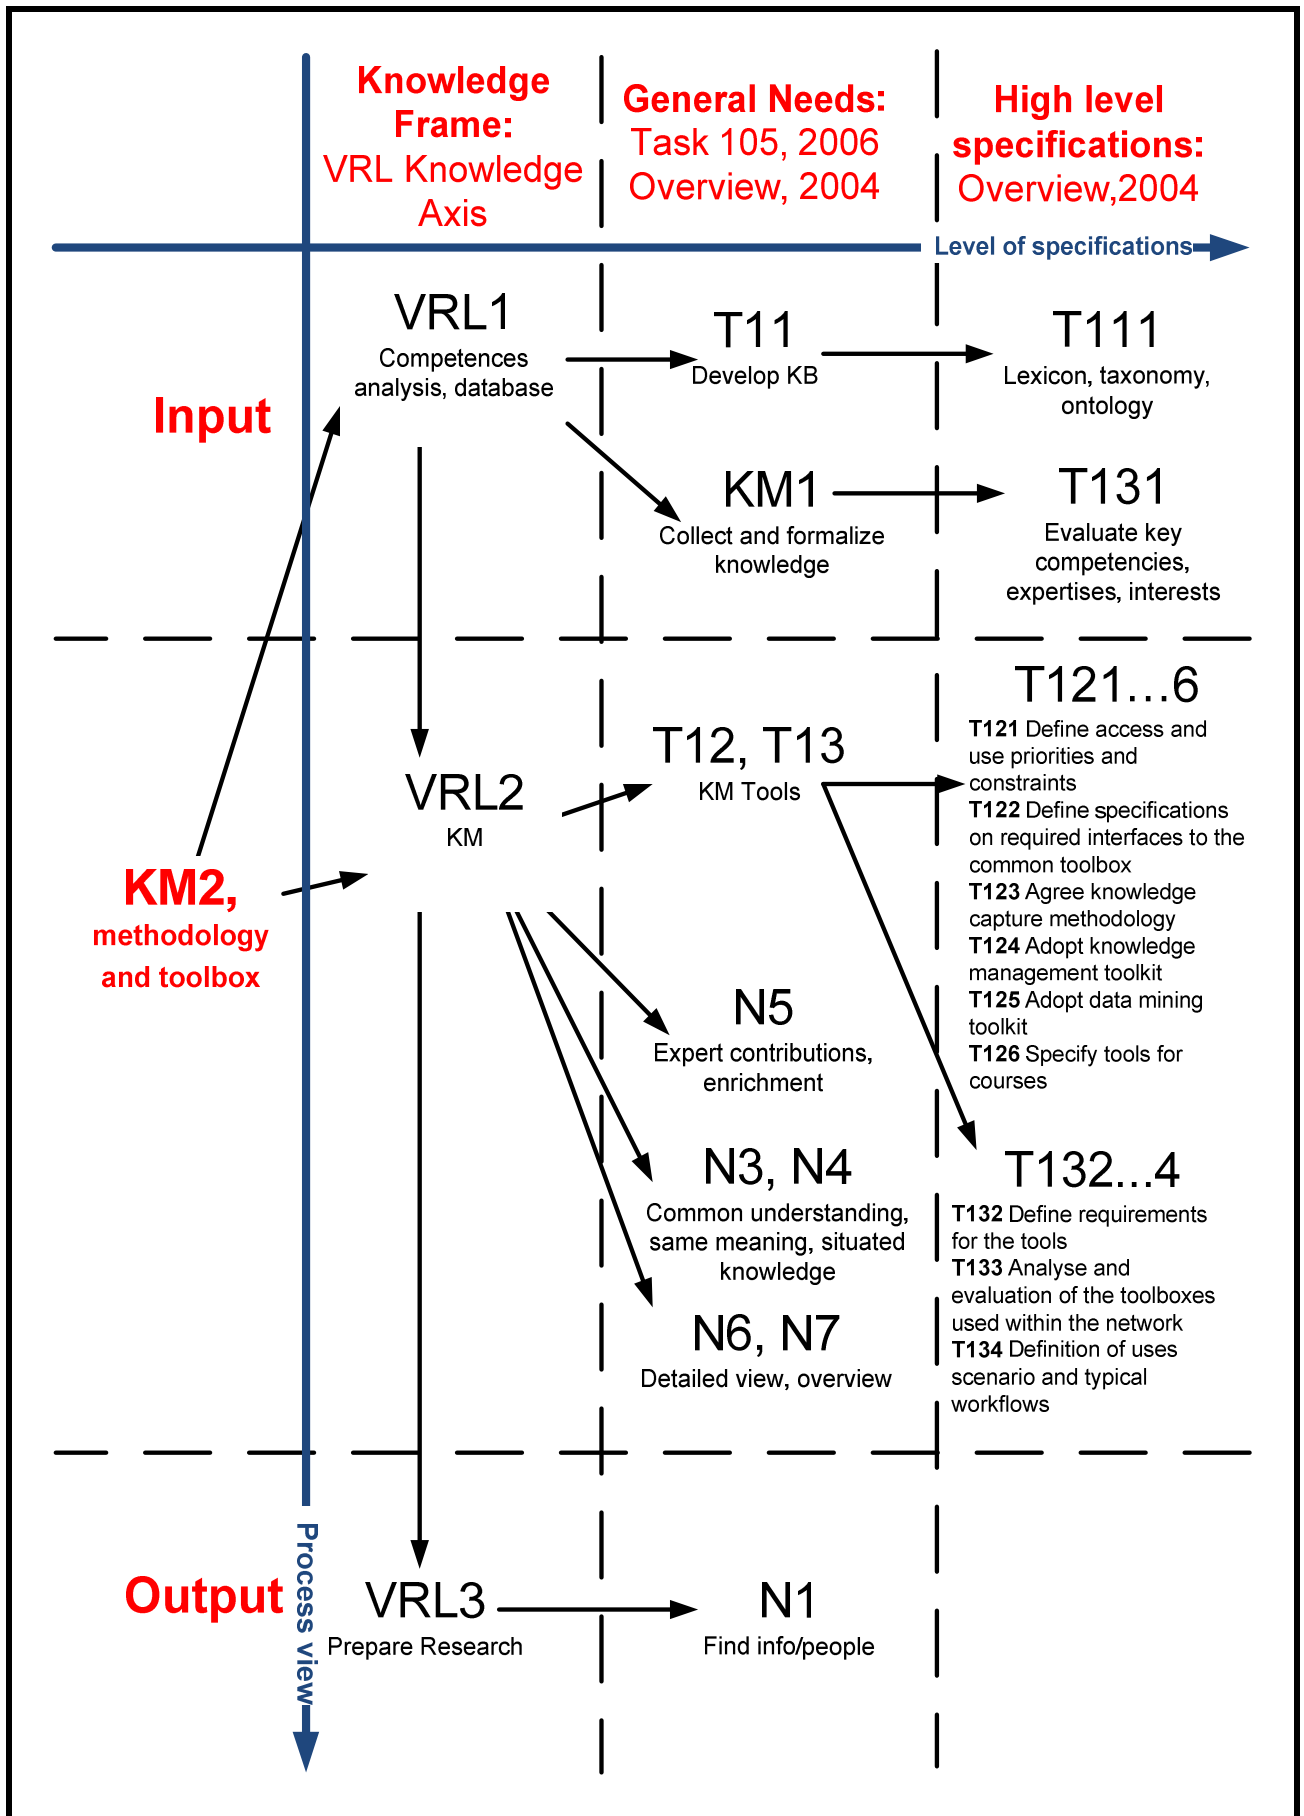 Knowledge
Frame:
VRL Knowledge
Axis
General Needs:
Task 105, 2006
Overview, 2004
High level
specifications:
Overview,2004
Level of specifications
Input
VRL1
Competences
analysis, database
T11
Develop KB
T111
Lexicon, taxonomy,
ontology
KM1
Collect and formalize
knowledge
T131
Evaluate key
competencies,
expertises, interests
KM2,
methodology
and toolbox
VRL2
KM
T12, T13
KM Tools
T121...6
T121 Define access and
use priorities and
constraints
T122 Define specifications
on required interfaces to the
common toolbox
T123 Agree knowledge
capture methodology
T124 Adopt knowledge
management toolkit
T125 Adopt data mining
toolkit
T126 Specify tools for
courses
N5
Expert contributions,
enrichment
N3, N4
Common understanding,
same meaning, situated
knowledge
N6, N7
Detailed view, overview
T132...4
T132 Define requirements
for the tools
T133 Analyse and
evaluation of the toolboxes
used within the network
T134 Definition of uses
scenario and typical
workflows
Output
Process view
VRL3
Prepare Research
N1
Find info/people